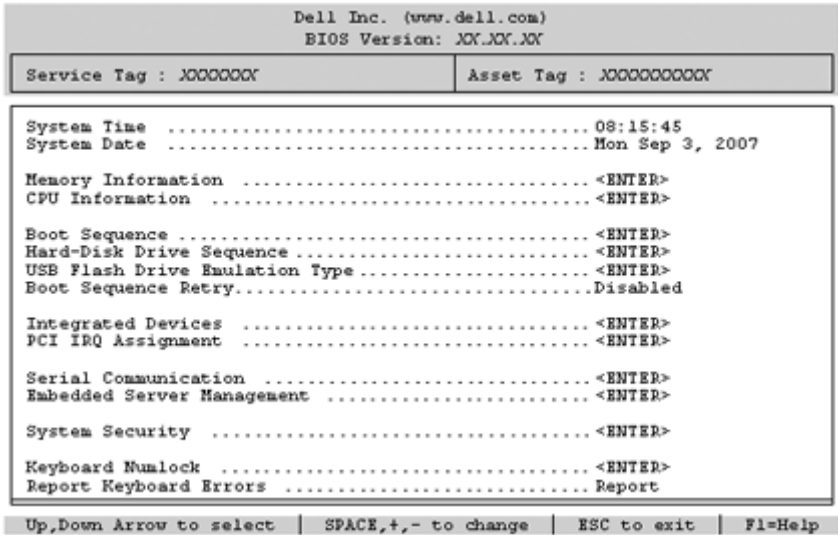 Dell Inc. (www.dell.com)
BIOS Version: XX.XX.XX
Service Tag : XXXXXXX Asset Tag : XXXXXXXXXX
System Time ....................................... 08:15:45
System Date ....................................... Mon Sep 3, 2007
Memory Information ................................ <ENTER>
CPU Information ................................... <ENTER>
Boot Sequence ...................................... <ENTER>
Hard-Disk Drive Sequence ........................... <ENTER>
USB Flash Drive Emulation Type ..................... <ENTER>
Boot Sequence Retry................................. Disabled
Integrated Devices ................................ <ENTER>
PCI IRQ Assignment ................................ <ENTER>
Serial Communication .............................. <ENTER>
Embedded Server Management ........................ <ENTER>
System Security ................................... <ENTER>
Keyboard Numlock .................................. <ENTER>
Report Keyboard Errors ............................ Report
Up,Down Arrow to select SPACE,+,- to change ESC to exit F1=Help